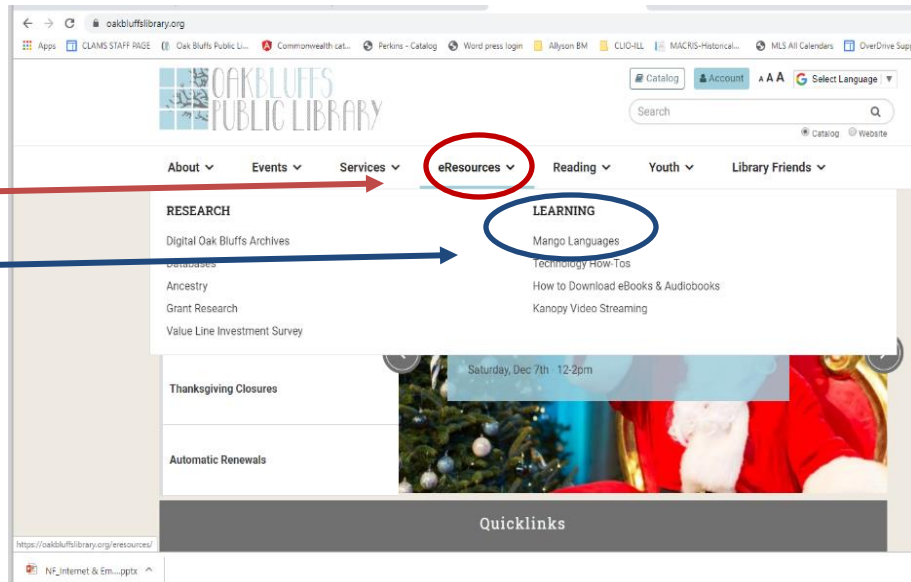 oakbluffslibrary.org
Apps CLAMS STAFF PAGE Oak Bluffs Public Li... Commonwealth cat... Perkins - Catalog Word press login Allyson BM CLIO-ILL MACRIS-Historical... MLS All Calendars OverDrive Supp
OAKBLUFFS
PUBLIC LIBRARY
Catalog Account A A A G Select Language ▼
Search
Catalog Website
About Events Services eResources Reading Youth Library Friends
RESEARCH LEARNING
Digital Oak Bluffs Archives Mango Languages
Databases Technology How-Tos
Ancestry How to Download eBooks & Audiobooks
Grant Research Kanopy Video Streaming
Value Line Investment Survey
Saturday, Dec 7th 12-2pm
Thanksgiving Closures
Automatic Renewals
Quicklinks
https://oakbluffslibrary.org/eresources/
NF_Internet & Em....pptx